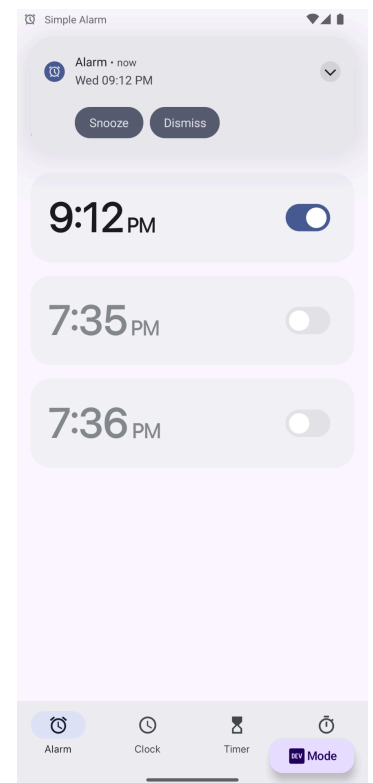 Simple Alarm
Alarm • now
Wed 09:12 PM
Snooze Dismiss
9:12 PM
7:35 PM
7:36 PM
Alarm Clock Timer
DEV Mode